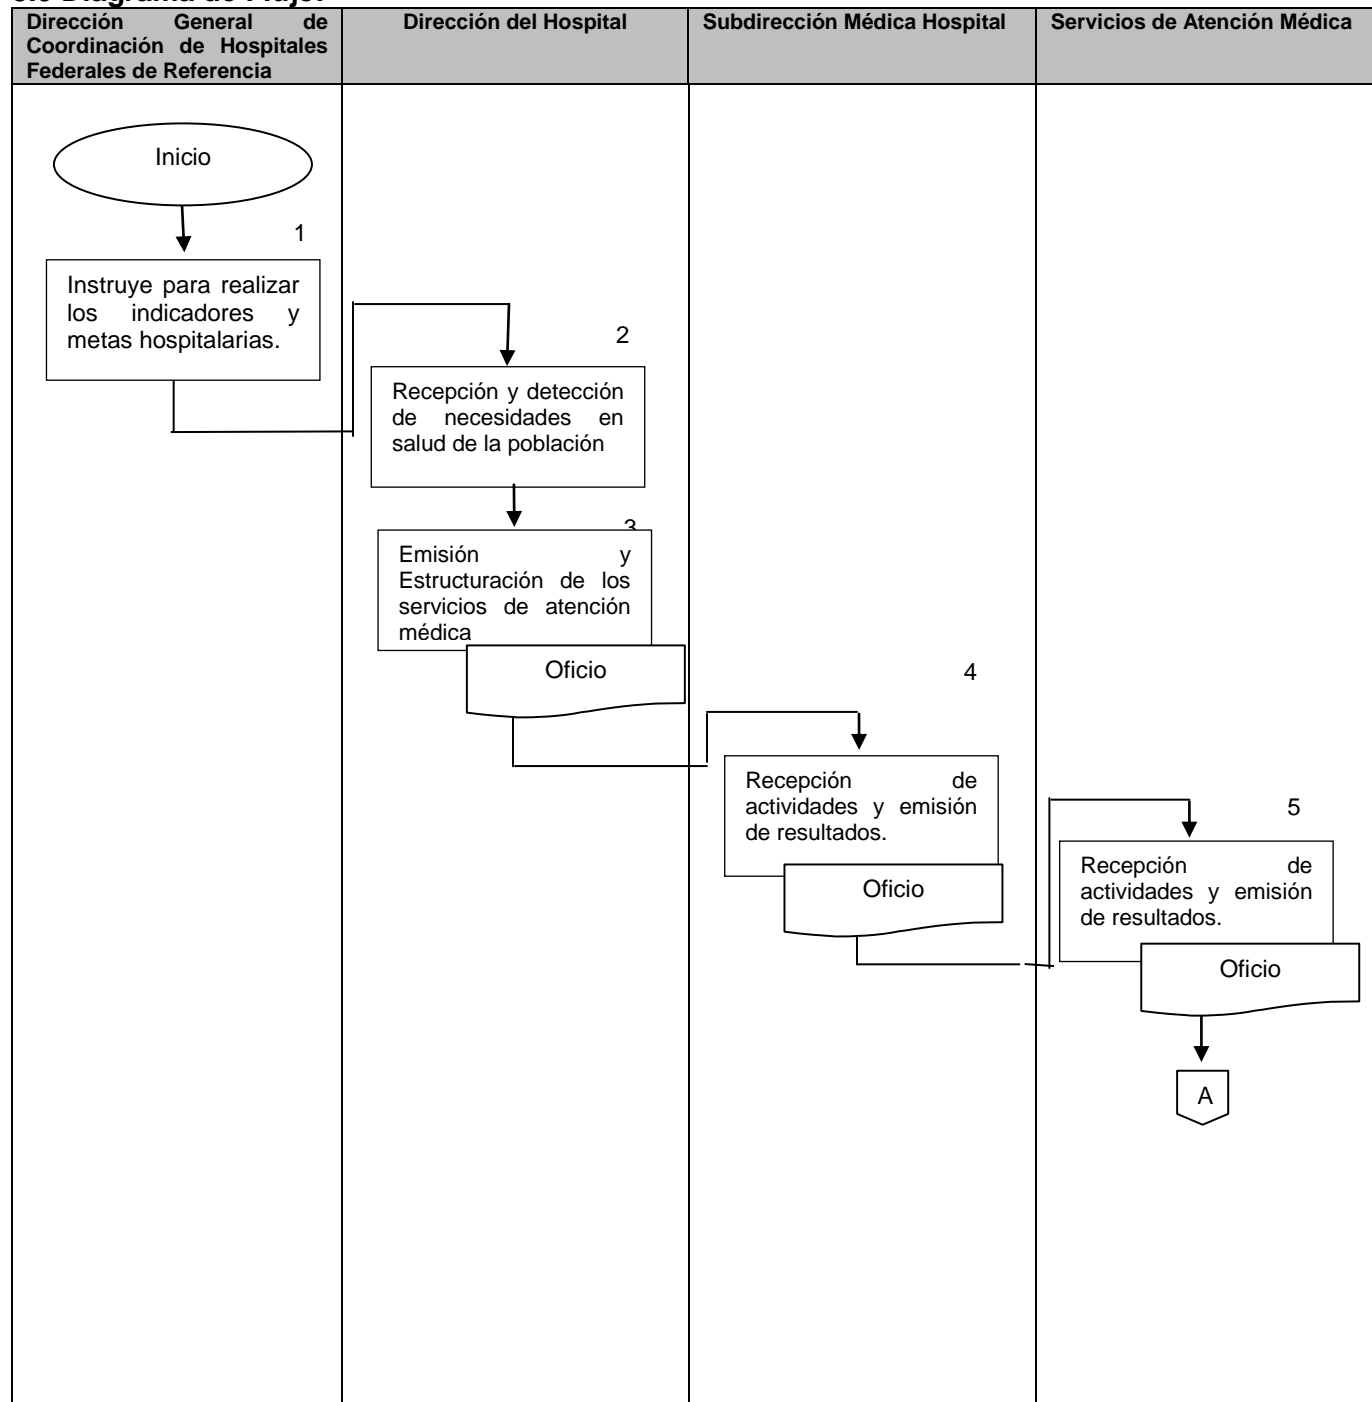 Dirección General de
Coordinación de Hospitales
Federales de Referencia
Dirección del Hospital
Subdirección Médica Hospital
Servicios de Atención Médica
Inicio
1
Instruye para realizar
los indicadores y
metas hospitalarias.
2
Recepción y detección
de necesidades en
salud de la población
3
Emisión y
Estructuración de los
servicios de atención
médica
Oficio
4
Recepción de
actividades y emisión
de resultados.
Oficio
5
Recepción de
actividades y emisión
de resultados.
Oficio
A